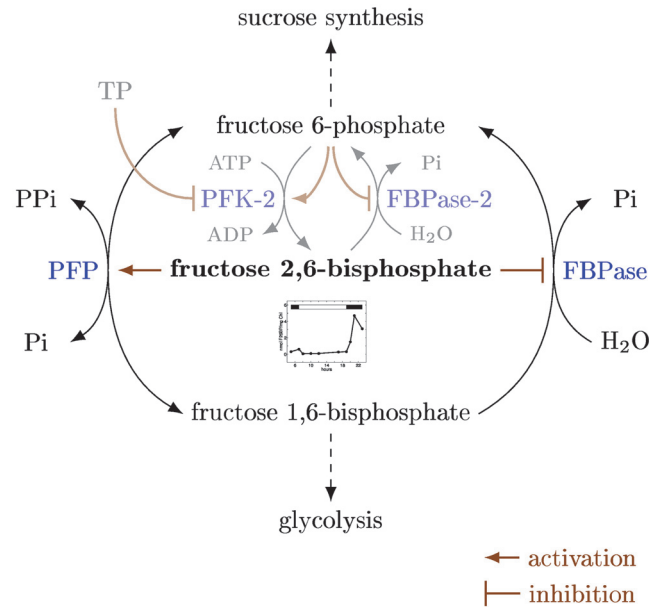 sucrose synthesis
TP
fructose 6-phosphate
ATP
Pi
PPi
PFK-2
FBPase-2
Pi
ADP
H₂O
PFP
fructose 2,6-bisphosphate
FBPase
Pi
H₂O
hours
fructose 1,6-bisphosphate
glycolysis
activation
inhibition